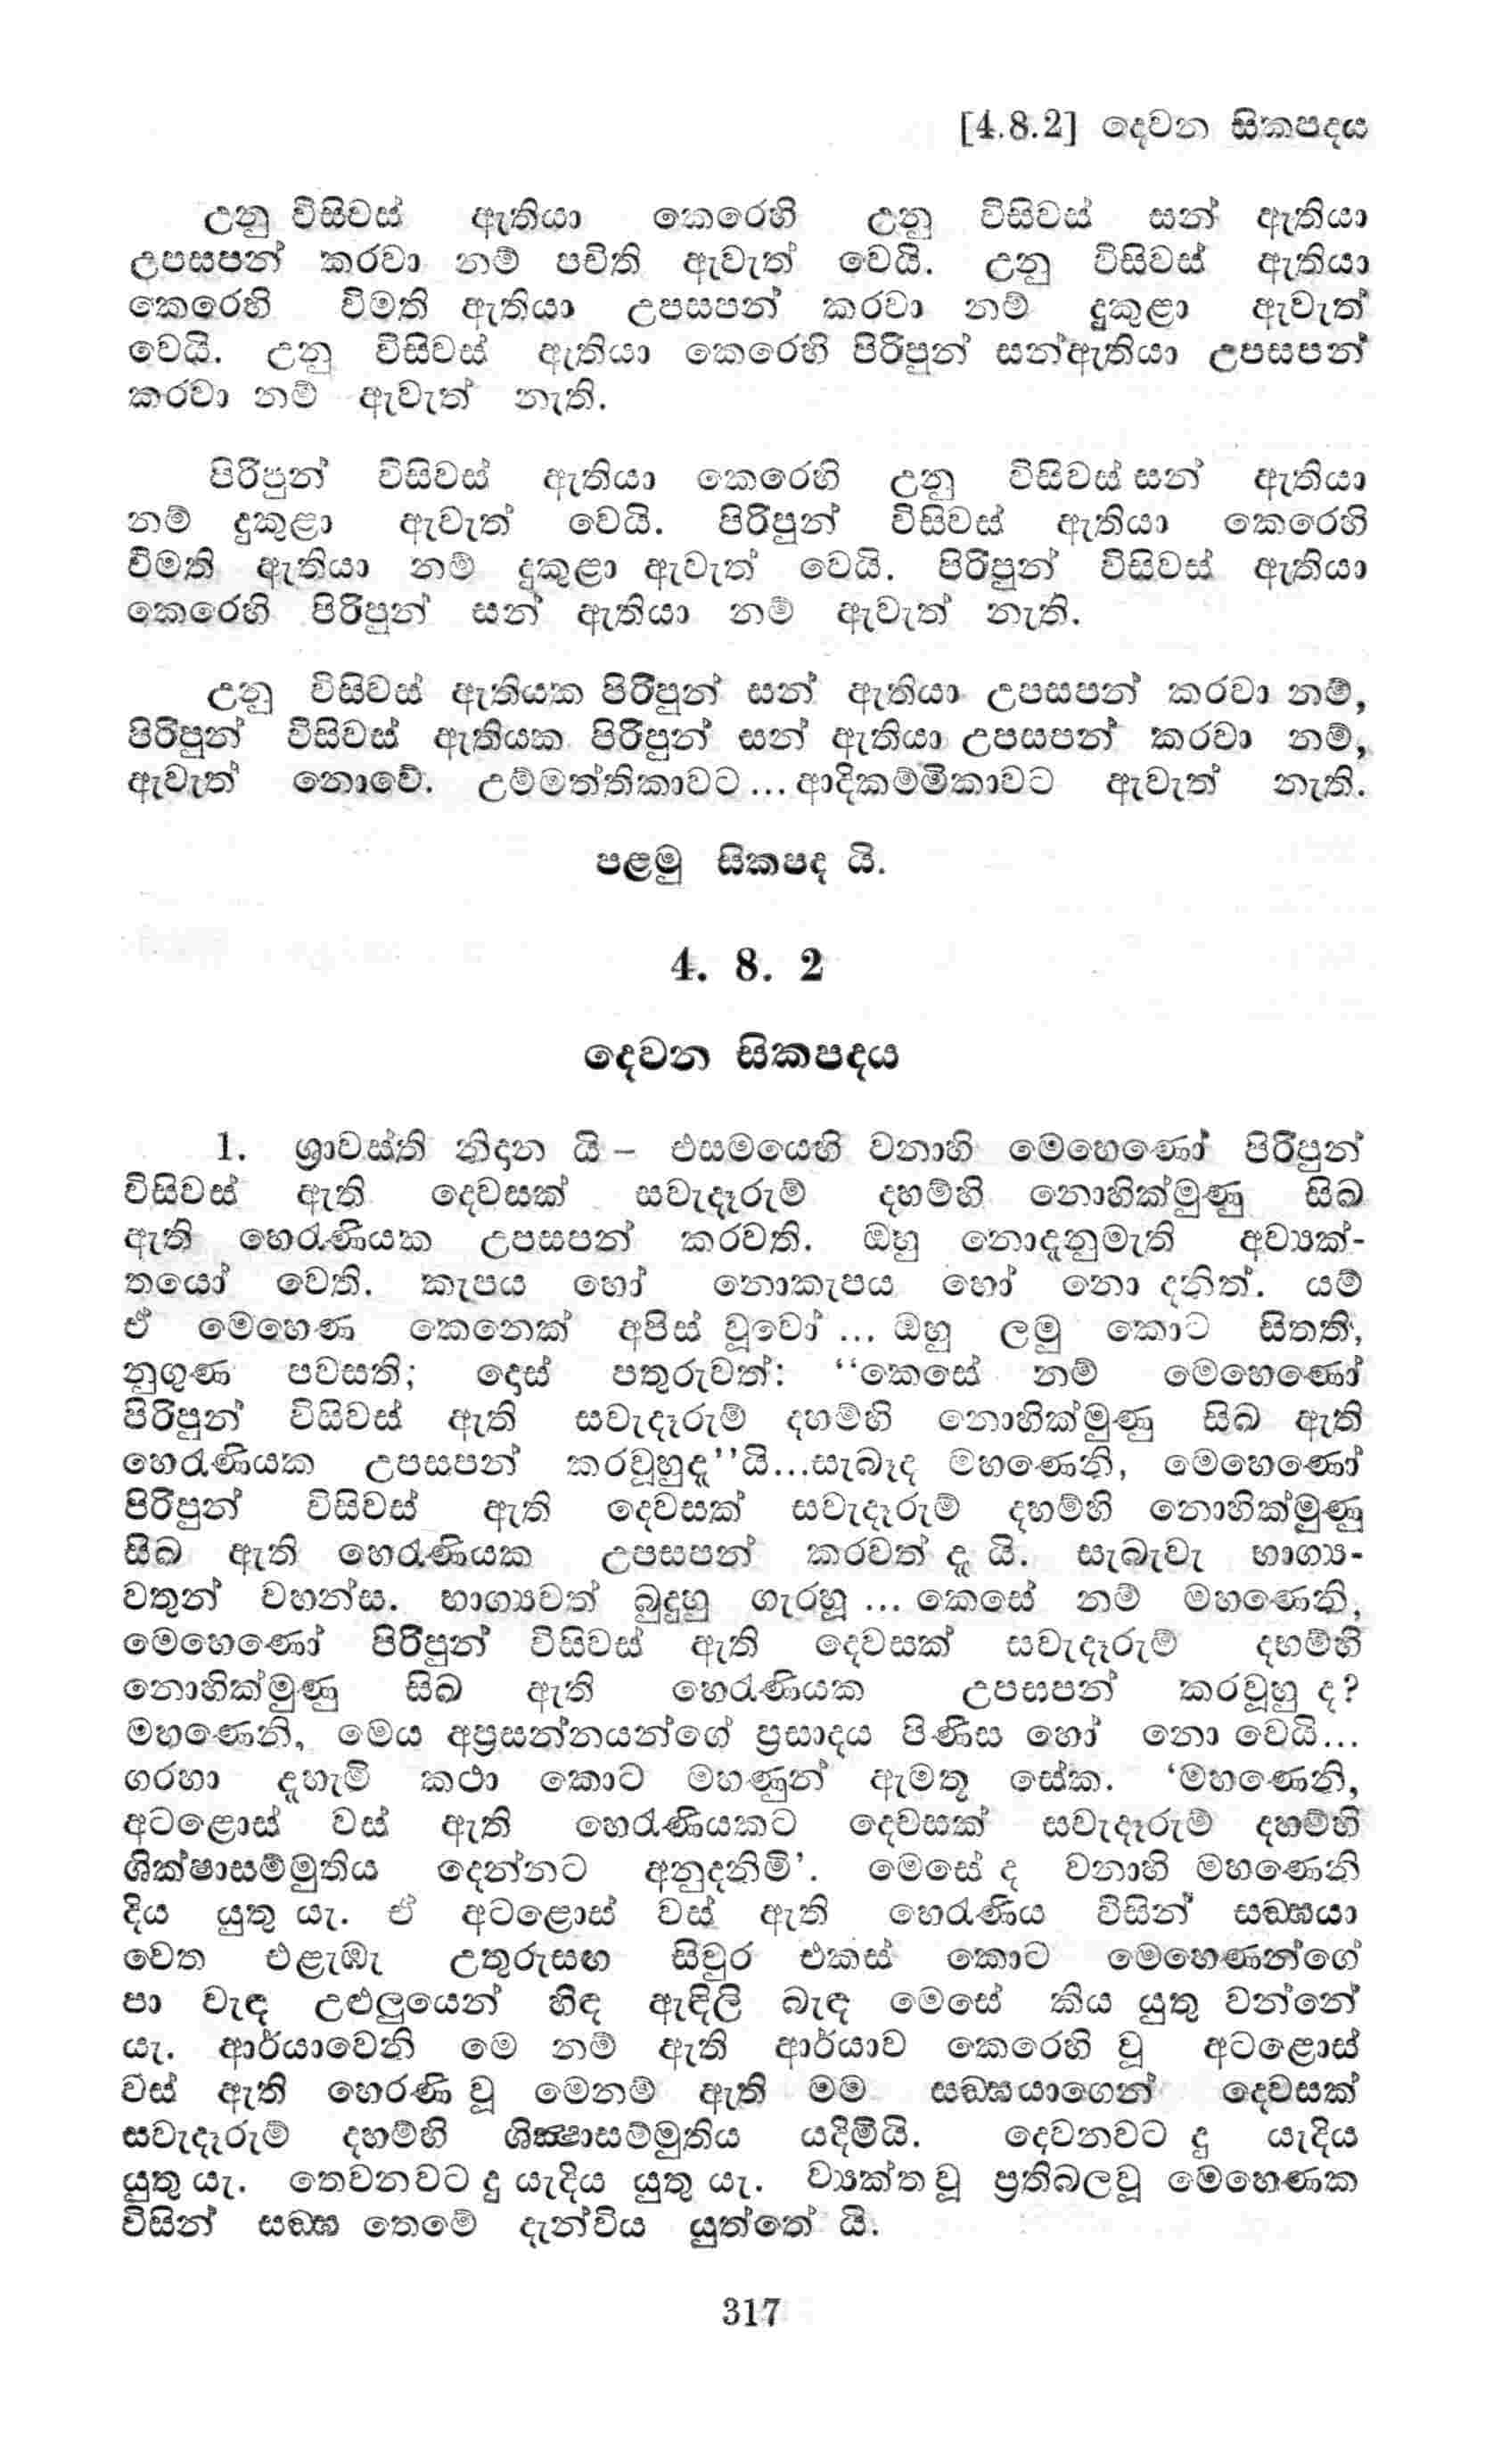 [4.8.2] දෙවන සිකපදය
උනු විසිවස් ඇතියා කෙරෙහි උනු විසිවස් සන් ඇතියා
උපසපන් කරවා නම් පචිති ඇවැත් වෙයි. උනු විසිවස් ඇතියා
කෙරෙහි විමති ඇතියා උපසපන් කරවා නම් දුකුළා ඇවැත්
වෙයි. උනු විසිවස් ඇතියා කෙරෙහි පිරිපුන් සන්ඇතියා උපසපන්
කරවා නම් ඇවැත් නැති.
පිරිපුන් විසිවස් ඇතියා කෙරෙහි උනු විසිවස් සන් ඇතියා
නම් දුකුළා ඇවැත් වෙයි. පිරිපුන් විසිවස් ඇතියා කෙරෙහි
විමති ඇතියා නම් දුකුළා ඇවැත් වෙයි. පිරිපුන් විසිවස් ඇතියා
කෙරෙහි පිරිපුන් සන් ඇතියා නම් ඇවැත් නැති.
උනූ විසිවස් ඇතියක පිරිපුන් සන් ඇතියා උපසපන් කරවා නම්,
පිරිපුන් විසිවස් ඇතියක පිරිපුන් සන් ඇතියා උපසපන් කරවා නම්,
ඇවැත් නොවේ. උම්මත්තිකාවට...ආදිකම්මිකාවට ඇවැත් නැති.
පළමු සිකපද යි.
4. 8. 2
දෙවන සිකපදය
1. ශ්‍රාවස්ති නිදාන යි – එසමයෙහි වනාහි මෙහෙණෝ පිරිපුන්
විසිවස් ඇති දෙවසක් සවැදෑරුම් දහම්හි නොහික්මුණු සිඛ
ඇති හෙරණියක උපසපන් කරවති. ඔහු නොදැනුමැති අව්‍යක්-
තයෝ වෙති. කැපය හෝ නොකැපය හෝ නො දනිත්. යම්
ඒ මෙහෙණ කෙනෙක් අපිස් වූවෝ ... ඔහු ලමු කොට සිතති,
නුගුණ පවසති; දෙස් පතුරුවත්: “කෙසේ නම් මෙහෙණෝ
පිරිපුන් විසිවස් ඇති සවැදෑරුම් දහම්හි නොහික්මුණු සිඛ ඇති
හෙරණියක උපසපන් කරවූහුදැ”යි...සැබෑද මහණෙනි, මෙහෙණෝ
පිරිපුන් විසිවස් ඇති දෙවසක් සවැදෑරුම් දහම්හි නොහික්මුණු
සිඛ ඇති හෙරණියක උපසපන් කරවත් දැ යි. සැබැවැ භාග්‍ය-
වතුන් වහන්ස. භාග්‍යවත් බුදුහු ගැරහූ ... කෙසේ නම් මහණෙනි,
මෙහෙණෝ පිරිපුන් විසිවස් ඇති දෙවසක් සවැදෑරුම් දහම්හි
නොහික්මුණු සිඛ ඇති හෙරණියක උපසපන් කරවූහු ද?
මහණෙනි, මෙය අප්‍රසන්නයන්ගේ ප්‍රසාදය පිණිස හෝ නො වෙයි...
ගරහා දැහැමි කථා කොට මහණුන් ඇමතූ සේක. ‘මහණෙනි,
අටළොස් වස් ඇති හෙරණියකට දෙවසක් සවැදෑරුම් දහම්හි
ශික්ෂාසම්මුතිය දෙන්නට අනුදනිමි’. මෙසේ ද වනාහි මහණෙනි
දිය යුතු යැ. ඒ අටළොස් වස් ඇති හෙරණිය විසින් සඞ්ඝයා
වෙත එළැඹැ උතුරුසඟ සිවුර එකස් කොට මෙහෙණන්ගේ
පා වැඳ උළුලුයෙන් හිඳ ඇඳිලි බැඳ මෙසේ කිය යුතු වන්නේ
යැ. ආර්යාවෙනි මෙ නම් ඇති ආර්යාව කෙරෙහි වූ අටළොස්
වස් ඇති හෙරණි වූ මෙනම් ඇති මම සඞ්ඝයාගෙන් දෙවසක්
සවැදෑරුම් දහම්හි ශික්‍ෂාසම්මුතිය යදිමියි. දෙවනවට දු යැදිය
යුතු යැ. තෙවනවට දු යැදිය යුතු යැ. ව්‍යක්ත වූ ප්‍රතිබලවූ මෙහෙණක
විසින් සඞ්ඝ තෙමේ දැන්විය යුත්තේ යි.
317